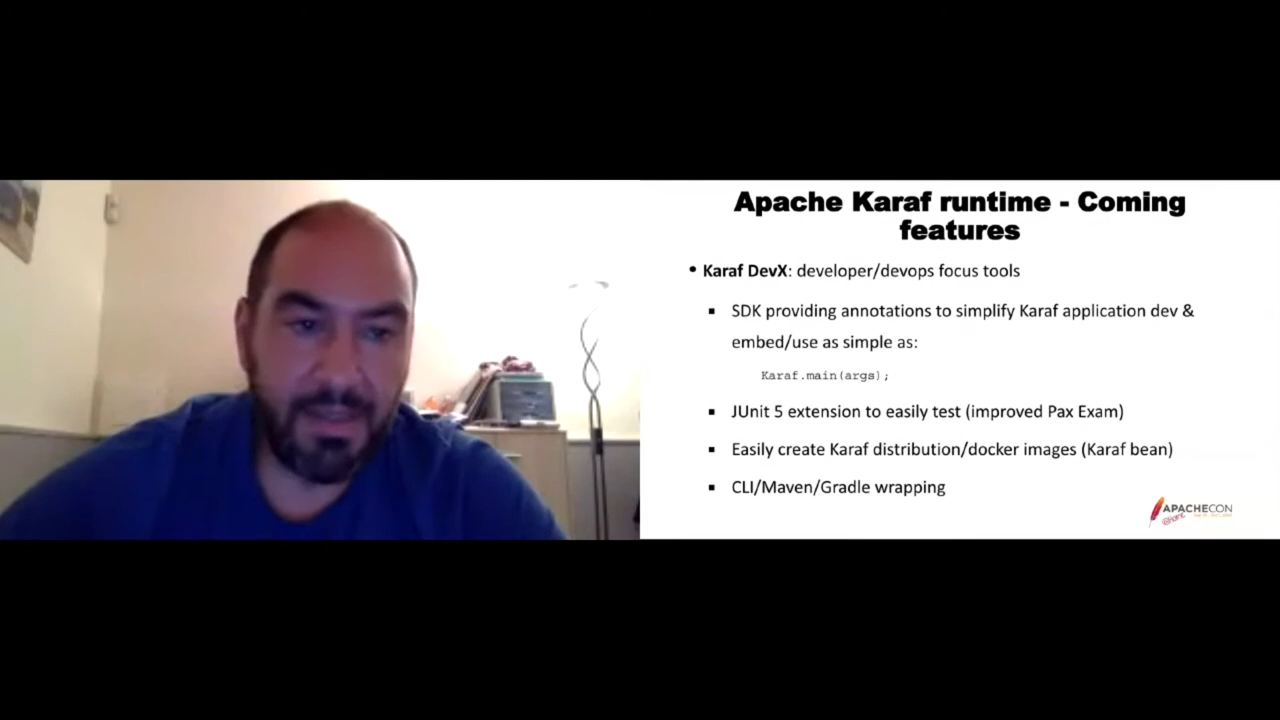 Apache Karaf runtime - Coming
features
• Karaf DevX: developer/devops focus tools
▪ SDK providing annotations to simplify Karaf application dev &
embed/use as simple as:
Karaf.main(args);
▪ JUnit 5 extension to easily test (improved Pax Exam)
▪ Easily create Karaf distribution/docker images (Karaf bean)
▪ CLI/Maven/Gradle wrapping
APACHECON
@home